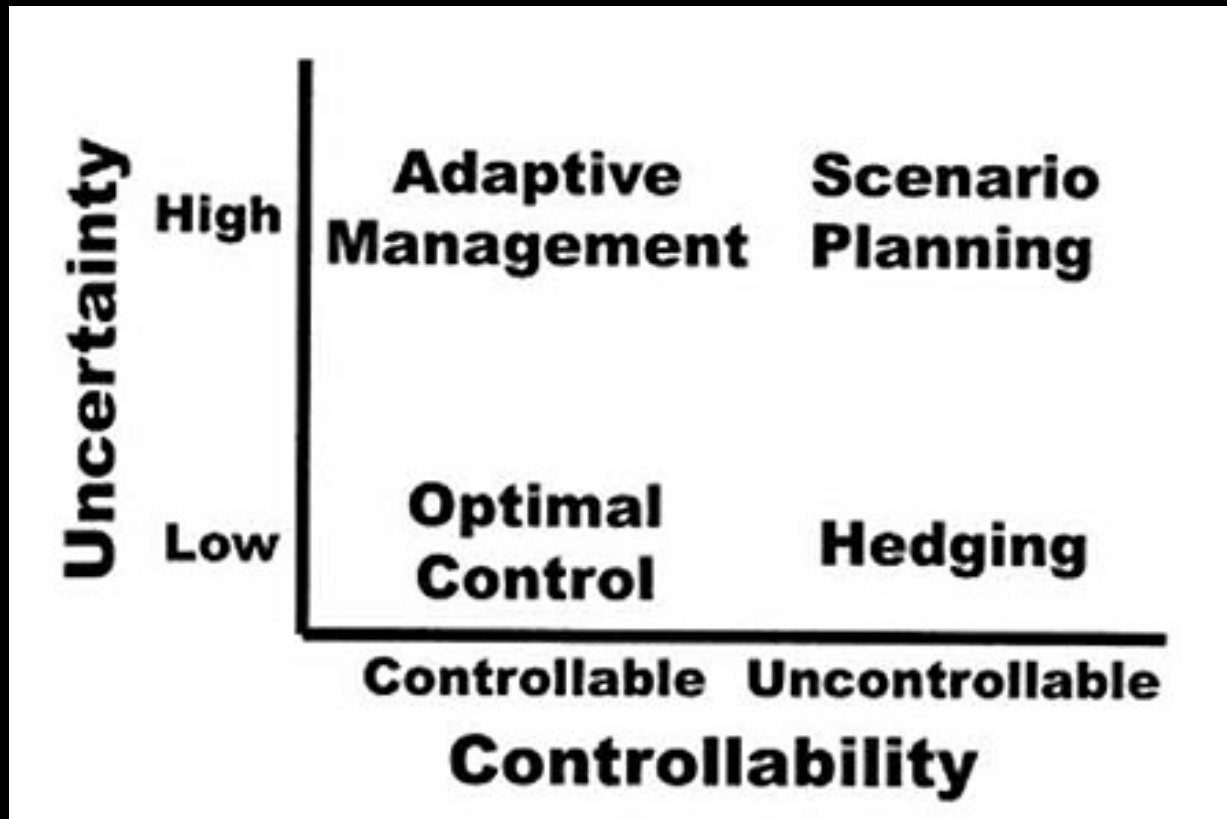 Uncertainty
High
Adaptive
Management
Scenario
Planning
Low
Optimal
Control
Hedging
Controllable
Uncontrollable
Controllability